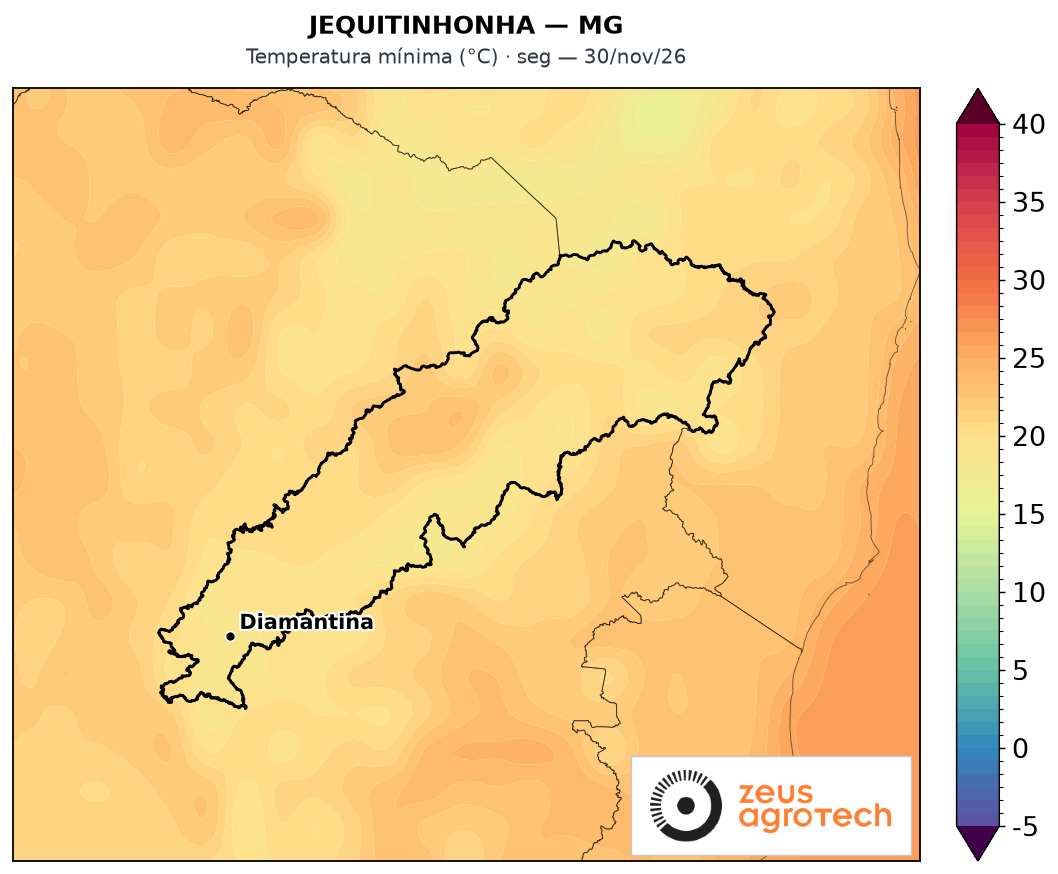 JEQUITINHONHA — MG
Temperatura mínima (°C) · seg — 30/nov/26
40
35
30
25
20
15
10
5
0
-5
Diamantina
zeus
agrotech